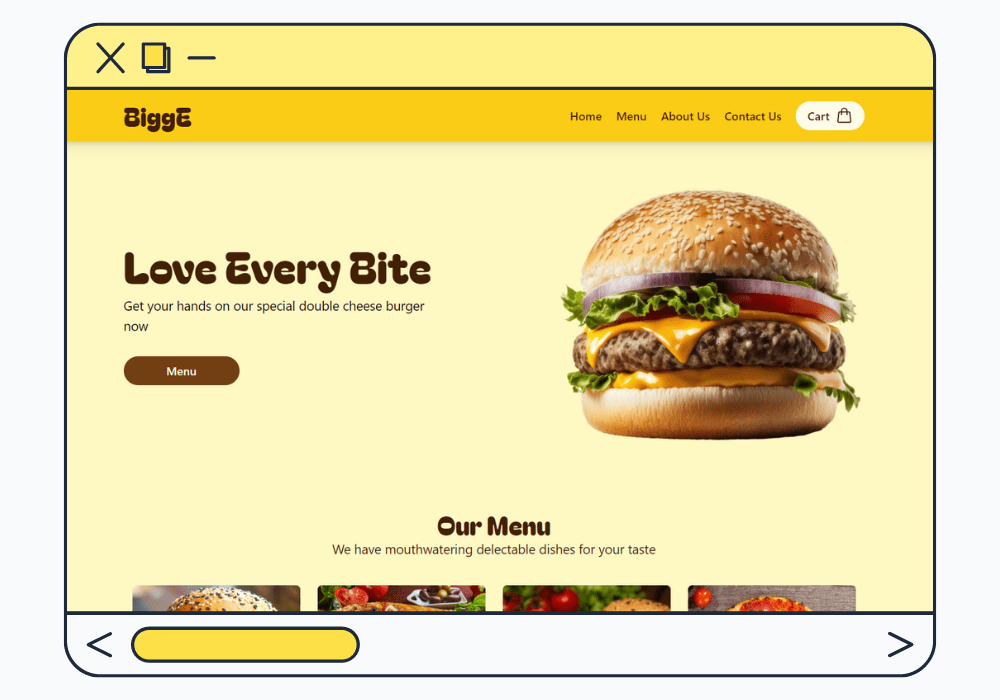 BiggE
Home Menu About Us Contact Us Cart
Love Every Bite
Get your hands on our special double cheese burger
now
Menu
Our Menu
We have mouthwatering delectable dishes for your taste